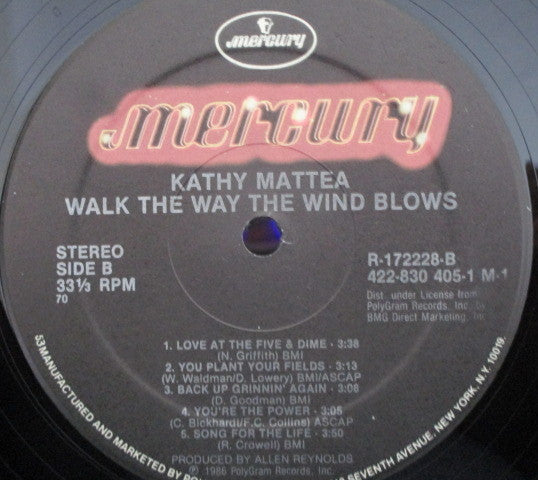 mercury
mercury
KATHY MATTEA
WALK THE WAY THE WIND BLOWS
STEREO
SIDE B
33⅓ RPM
70
R-172228-B
422-830 405-1 M-1
Dist. under License from
PolyGram Records, Inc. by
BMG Direct Marketing, Inc.
1. LOVE AT THE FIVE & DIME - 3:38
(N. Griffith) BMI
2. YOU PLANT YOUR FIELDS - 3:13
(W. Waldman/D. Lowery) BMI/ASCAP
3. BACK UP GRINNIN' AGAIN - 3:08
(D. Goodman) BMI
4. YOU'RE THE POWER - 3:05
(C. Bickhardt/F.C. Collins) ASCAP
5. SONG FOR THE LIFE - 3:50
(R. Crowell) BMI
PRODUCED BY ALLEN REYNOLDS
℗ 1986 PolyGram Records, Inc.
53 MANUFACTURED AND MARKETED BY SEVENTH AVENUE, NEW YORK, N.Y. 10019.